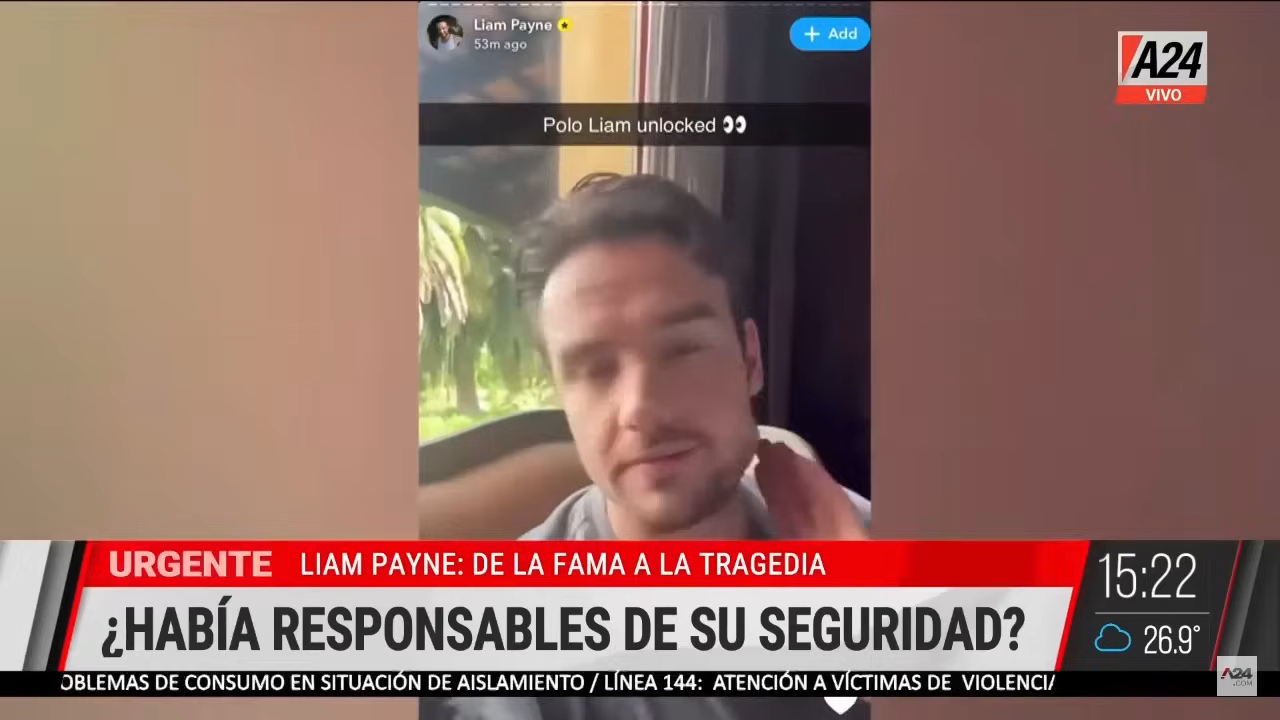 Liam Payne
53m ago
+ Add
A24
VIVO
Polo Liam unlocked 👀
URGENTE LIAM PAYNE: DE LA FAMA A LA TRAGEDIA
15:22
¿HABÍA RESPONSABLES DE SU SEGURIDAD?
26.9°
OBLEMAS DE CONSUMO EN SITUACIÓN DE AISLAMIENTO / LÍNEA 144: ATENCIÓN A VÍCTIMAS DE VIOLENCIA
A24
.COM